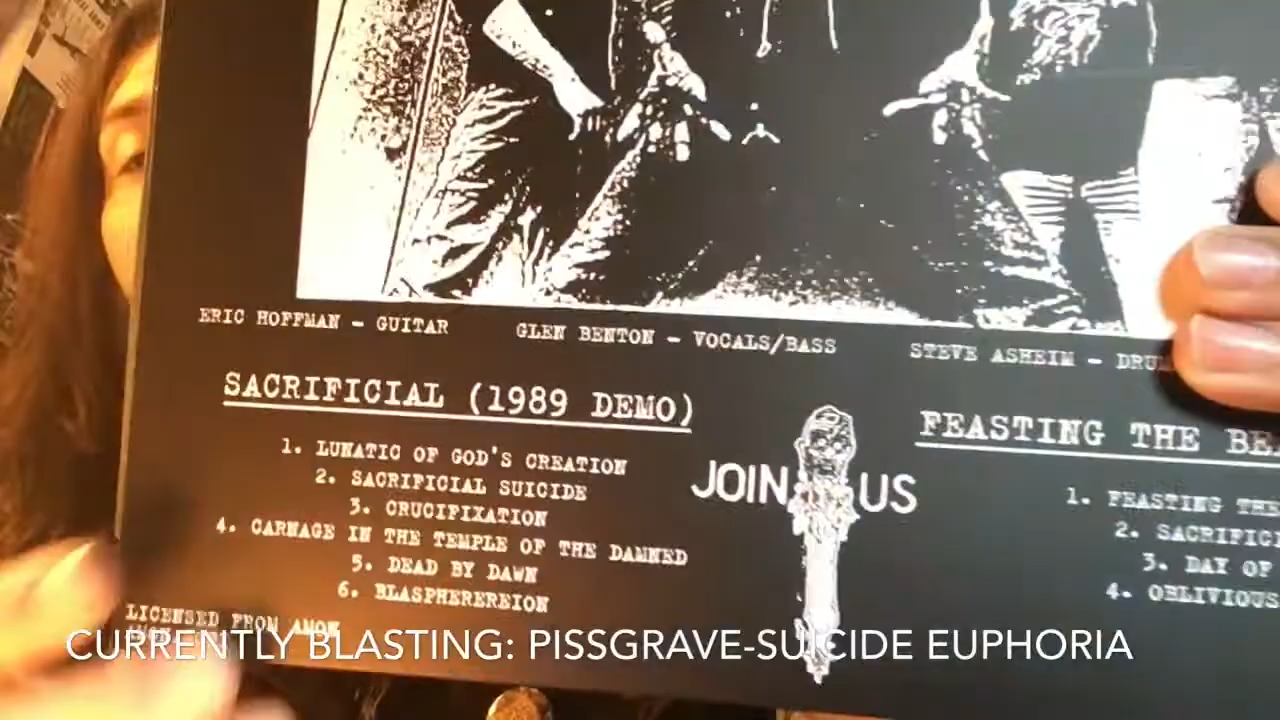 ERIC HOFFMAN - GUITAR
GLEN BENTON - VOCALS/BASS
STEVE ASHEIM - DRUM
SACRIFICIAL (1989 DEMO)
1. LUNATIC OF GOD'S CREATION
2. SACRIFICIAL SUICIDE
3. CRUCIFIXATION
4. CARNAGE IN THE TEMPLE OF THE DAMNED
5. DEAD BY DAWN
6. BLASPHEREREION
JOIN US
FEASTING THE BE
1. FEASTING THE
2. SACRIFICI
3. DAY OF
4. OBLIVIOUS
LICENSED FROM AMON
CURRENTLY BLASTING: PISSGRAVE-SUICIDE EUPHORIA